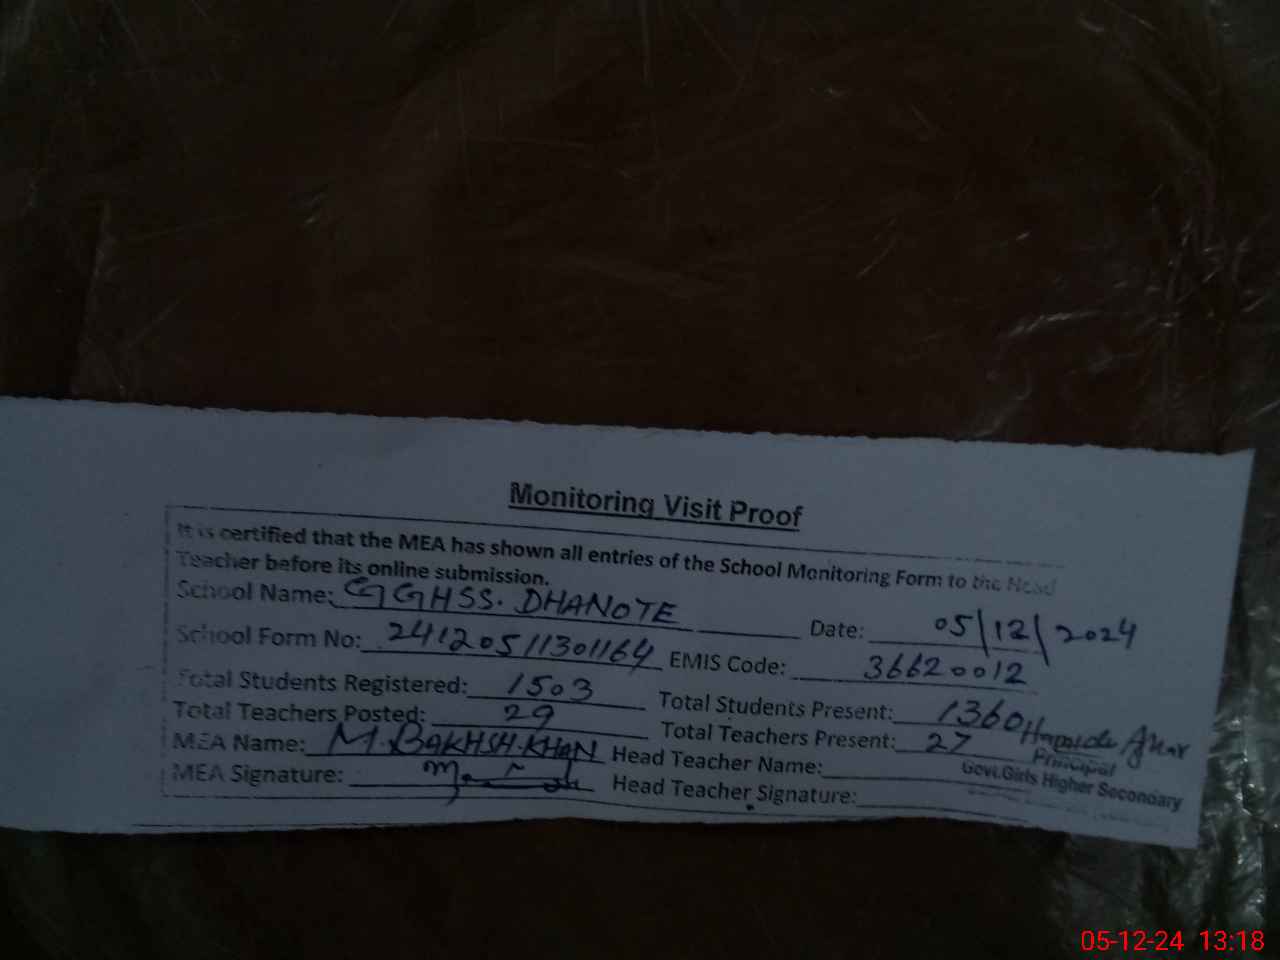 Monitoring Visit Proof
It is certified that the MEA has shown all entries of the School Monitoring Form to the Head
Teacher before its online submission.
School Name: GGHSS. DHANOTE Date: 05/12/2024
School Form No: 24120511301164 EMIS Code: 36620012
Total Students Registered: 1503 Total Students Present: 1360
Total Teachers Posted: 29 Total Teachers Present: 27
MEA Name: M. BAKHSH. KHAN Head Teacher Name:
Principal
Govt.Girls Higher Secondary
MEA Signature: Head Teacher Signature:
05-12-24 13:18